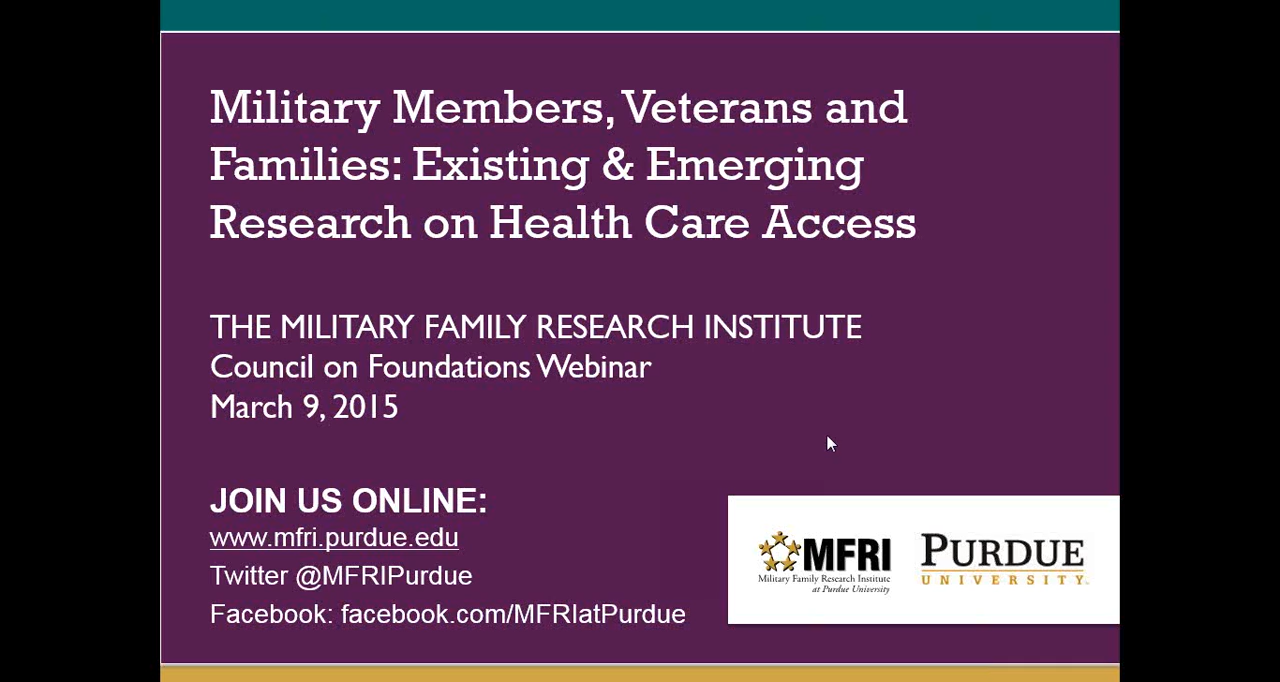 Military Members, Veterans and
Families: Existing & Emerging
Research on Health Care Access
THE MILITARY FAMILY RESEARCH INSTITUTE
Council on Foundations Webinar
March 9, 2015
JOIN US ONLINE:
www.mfri.purdue.edu
Twitter @MFRIPurdue
Facebook: facebook.com/MFRIatPurdue
MFRI
Military Family Research Institute
at Purdue University
PURDUE
UNIVERSITY